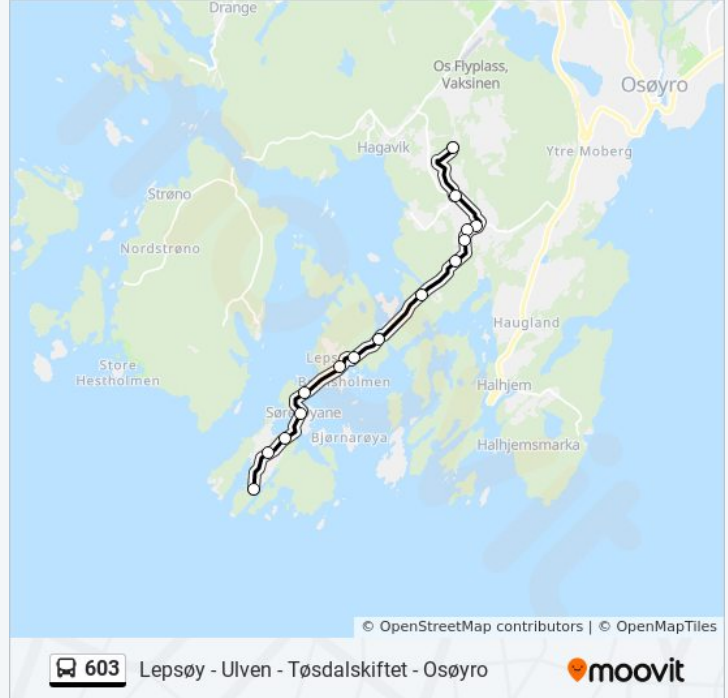 Drange
Os Flyplass,
Vaksinen
Osøyro
Hagavik
Ytre Moberg
Strøno
Nordstrøno
Haugland
Store
Hestholmen
Halhjem
Bjørnarøya
Halhjemsmarka
© OpenStreetMap contributors | © OpenMapTiles
603 Lepsøy - Ulven - Tøsdalskiftet - Osøyro
moovit